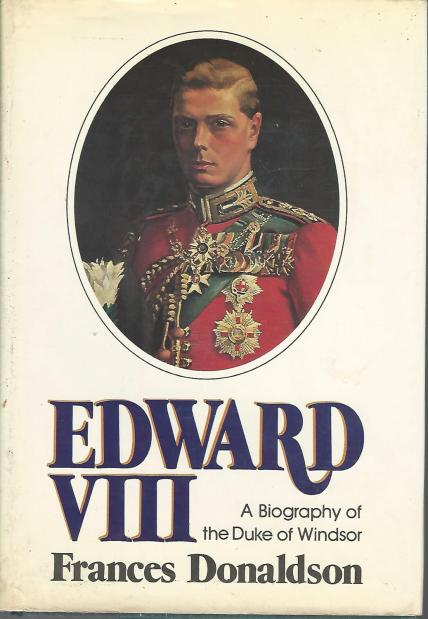 EDWARD
VIII
A Biography of
the Duke of Windsor
Frances Donaldson